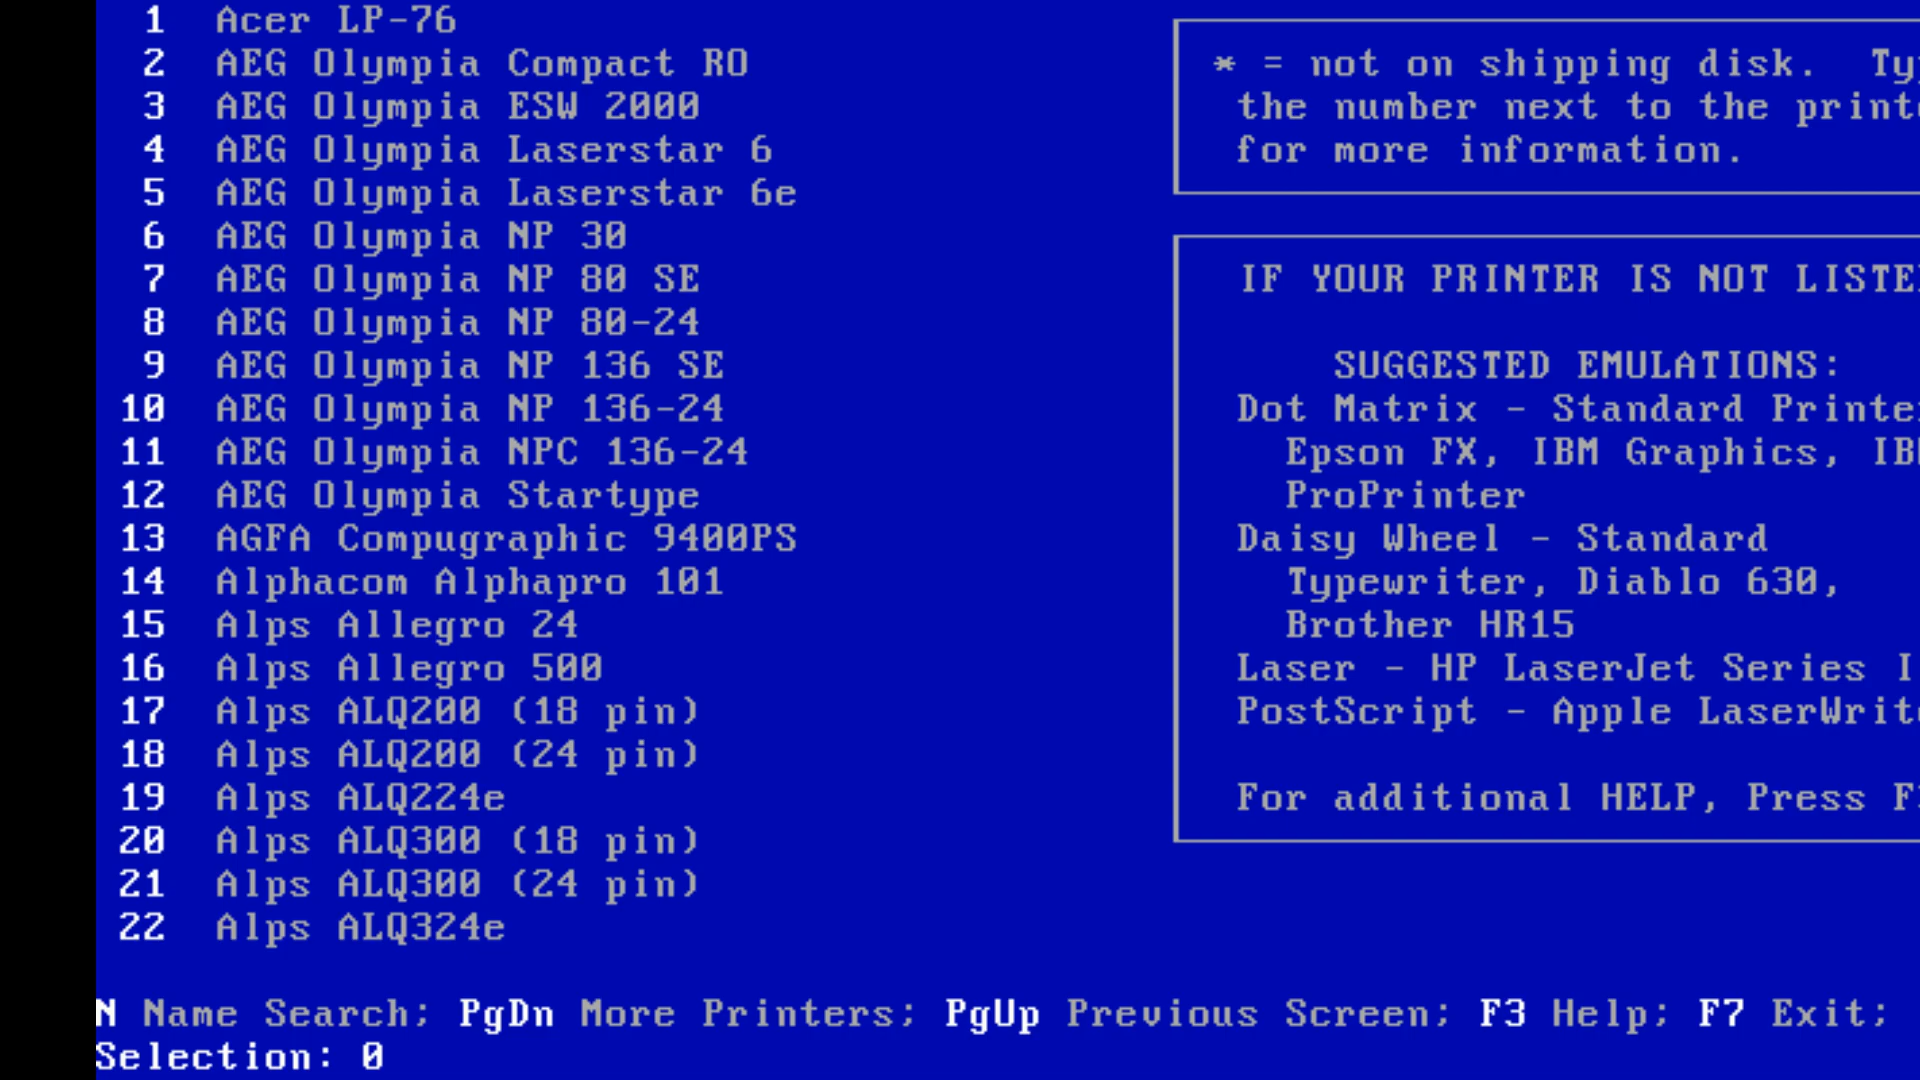 1 Acer LP-76
2 AEG Olympia Compact RO
3 AEG Olympia ESW 2000
4 AEG Olympia Laserstar 6
5 AEG Olympia Laserstar 6e
6 AEG Olympia NP 30
7 AEG Olympia NP 80 SE
8 AEG Olympia NP 80-24
9 AEG Olympia NP 136 SE
10 AEG Olympia NP 136-24
11 AEG Olympia NPC 136-24
12 AEG Olympia Startype
13 AGFA Compugraphic 9400PS
14 Alphacom Alphapro 101
15 Alps Allegro 24
16 Alps Allegro 500
17 Alps ALQ200 (18 pin)
18 Alps ALQ200 (24 pin)
19 Alps ALQ224e
20 Alps ALQ300 (18 pin)
21 Alps ALQ300 (24 pin)
22 Alps ALQ324e
* = not on shipping disk. Ty
the number next to the print
for more information.
IF YOUR PRINTER IS NOT LISTE
SUGGESTED EMULATIONS:
Dot Matrix - Standard Printe
Epson FX, IBM Graphics, IB
ProPrinter
Daisy Wheel - Standard
Typewriter, Diablo 630,
Brother HR15
Laser - HP LaserJet Series I
PostScript - Apple LaserWrit
For additional HELP, Press F
N Name Search; PgDn More Printers; PgUp Previous Screen; F3 Help; F7 Exit;
Selection: 0